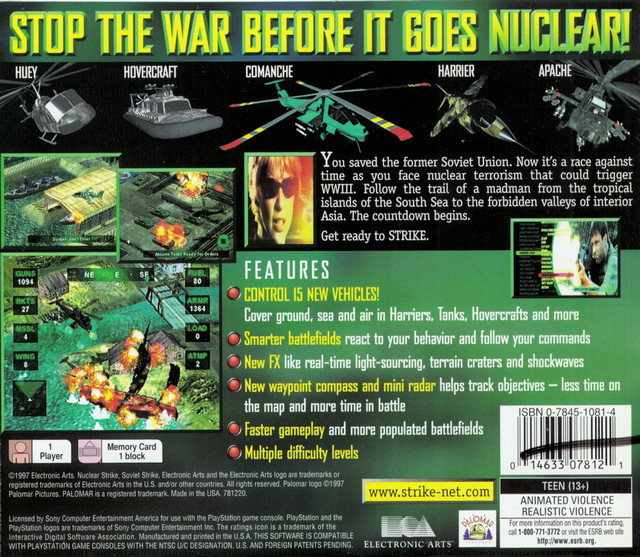 STOP THE WAR BEFORE IT GOES NUCLEAR!
HUEY
HOVERCRAFT
COMANCHE
HARRIER
APACHE
You saved the former Soviet Union. Now it's a race against
time as you face nuclear terrorism that could trigger
WWIII. Follow the trail of a madman from the tropical
islands of the South Sea to the forbidden valleys of interior
Asia. The countdown begins.
Get ready to STRIKE.
GUNS
1094
RKTS
27
MSSL
4
WING
8
NE E SE
FUEL
80
ARMR
1364
LOAD
0
ATMP
2
FEATURES
CONTROL 15 NEW VEHICLES!
Cover ground, sea and air in Harriers, Tanks, Hovercrafts and more
Smarter battlefields react to your behavior and follow your commands
New FX like real-time light-sourcing, terrain craters and shockwaves
New waypoint compass and mini radar helps track objectives — less time on
the map and more time in battle
Faster gameplay and more populated battlefields
Multiple difficulty levels
1
Player
Memory Card
1 block
ISBN 0-7845-1081-4
0 14633 07812 1
©1997 Electronic Arts. Nuclear Strike, Soviet Strike, Electronic Arts and the Electronic Arts logo are trademarks or
registered trademarks of Electronic Arts in the U.S. and/or other countries. All rights reserved. Palomar logo ©1997
Palomar Pictures. PALOMAR is a registered trademark. Made in the USA. 781220.
www.strike-net.com
TEEN (13+)
ANIMATED VIOLENCE
REALISTIC VIOLENCE
For more information on this product's rating,
call 1-800-771-3772 or visit the ESRB web site
http://www.esrb.org.
Licensed by Sony Computer Entertainment America for use with the PlayStation game console. PlayStation and the
PlayStation logos are trademarks of Sony Computer Entertainment Inc. The ratings icon is a trademark of the
Interactive Digital Software Association. Manufactured and printed in the U.S.A. THIS SOFTWARE IS COMPATIBLE
WITH PLAYSTATION GAME CONSOLES WITH THE NTSC U/C DESIGNATION. U.S. AND FOREIGN PATENTS PENDING.
ELECTRONIC ARTS
PALOMAR